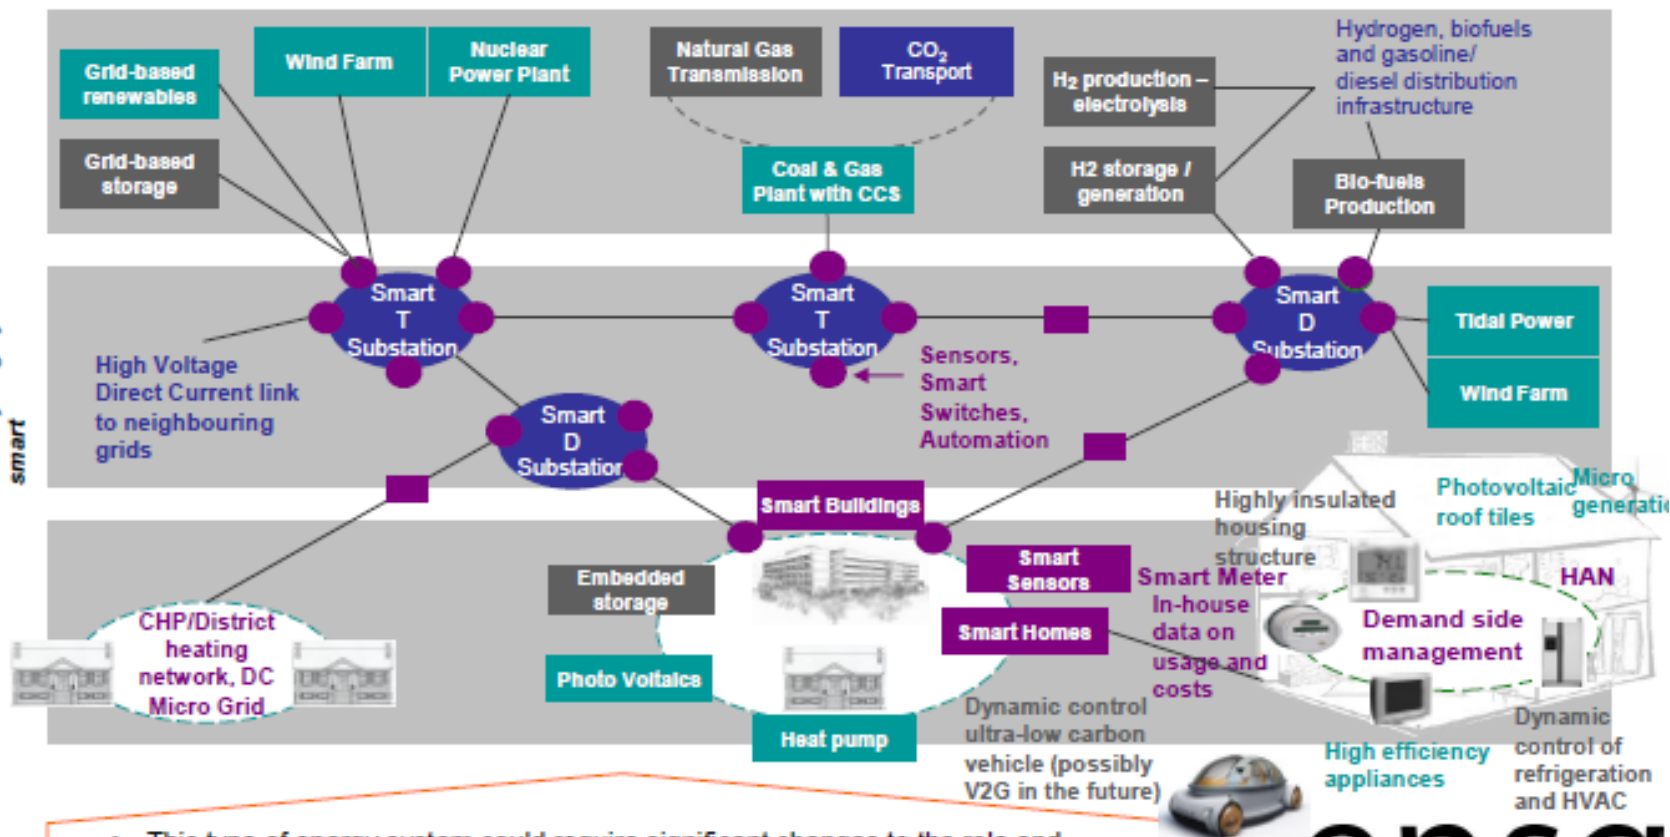 Grid-based
renewables
Wind Farm
Nuclear
Power Plant
Natural Gas
Transmission
CO₂
Transport
H₂ production –
electrolysis
Hydrogen, biofuels
and gasoline/
diesel distribution
infrastructure
Grid-based
storage
Coal & Gas
Plant with CCS
H2 storage /
generation
Bio-fuels
Production
Smart
T
Substation
Smart
T
Substation
Smart
D
Substation
Tidal Power
Wind Farm
High Voltage
Direct Current link
to neighbouring
grids
Sensors,
Smart
Switches,
Automation
Smart
D
Substation
smart
Smart Buildings
Highly insulated
housing
structure
Photovoltaic
roof tiles
Micro
Embedded
storage
Smart
Sensors
Smart Meter
In-house
data on
usage and
costs
HAN
Smart Homes
Demand side
management
CHP/District
heating
network, DC
Micro Grid
Photo Voltaics
Heat pump
Dynamic control
ultra-low carbon
vehicle (possibly
V2G in the future)
High efficiency
appliances
Dynamic
control of
refrigeration
and HVAC